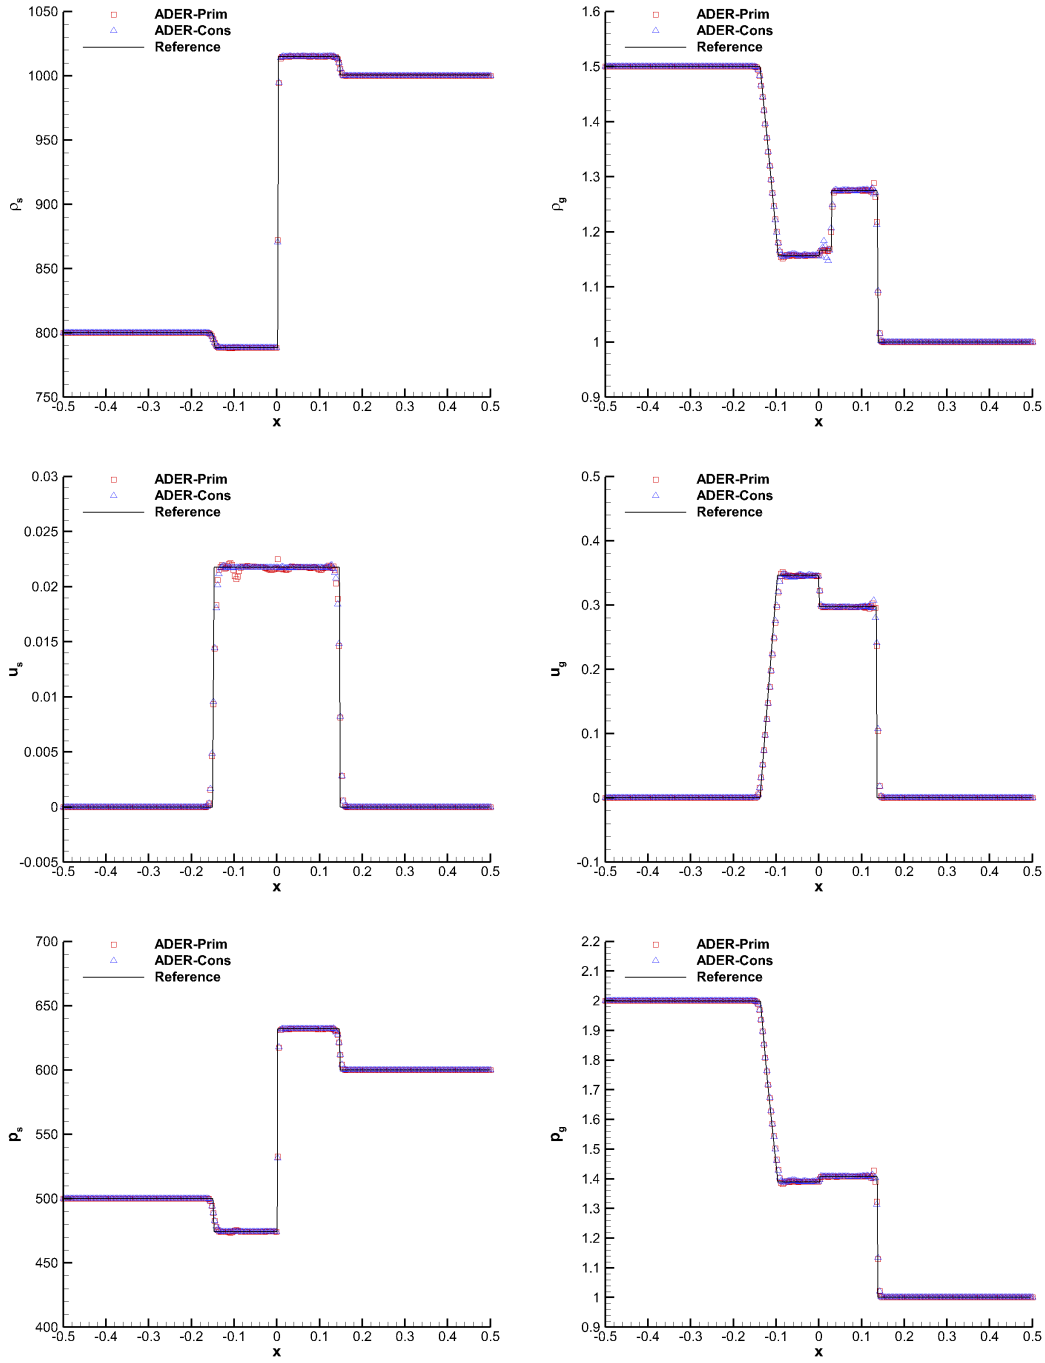 1050
1000
950
900
850
800
750
ρs
ADER-Prim
ADER-Cons
Reference
-0.5 -0.4 -0.3 -0.2 -0.1 0 0.1 0.2 0.3 0.4 0.5
x
1.6
1.5
1.4
1.3
1.2
1.1
1
0.9
ρg
ADER-Prim
ADER-Cons
Reference
-0.5 -0.4 -0.3 -0.2 -0.1 0 0.1 0.2 0.3 0.4 0.5
x
0.03
0.025
0.02
0.015
0.01
0.005
0
-0.005
us
ADER-Prim
ADER-Cons
Reference
-0.5 -0.4 -0.3 -0.2 -0.1 0 0.1 0.2 0.3 0.4 0.5
x
0.5
0.4
0.3
0.2
0.1
0
-0.1
ug
ADER-Prim
ADER-Cons
Reference
-0.5 -0.4 -0.3 -0.2 -0.1 0 0.1 0.2 0.3 0.4 0.5
x
700
650
600
550
500
450
400
ps
ADER-Prim
ADER-Cons
Reference
-0.5 -0.4 -0.3 -0.2 -0.1 0 0.1 0.2 0.3 0.4 0.5
x
2.2
2.1
2
1.9
1.8
1.7
1.6
1.5
1.4
1.3
1.2
1.1
1
0.9
pg
ADER-Prim
ADER-Cons
Reference
-0.5 -0.4 -0.3 -0.2 -0.1 0 0.1 0.2 0.3 0.4 0.5
x